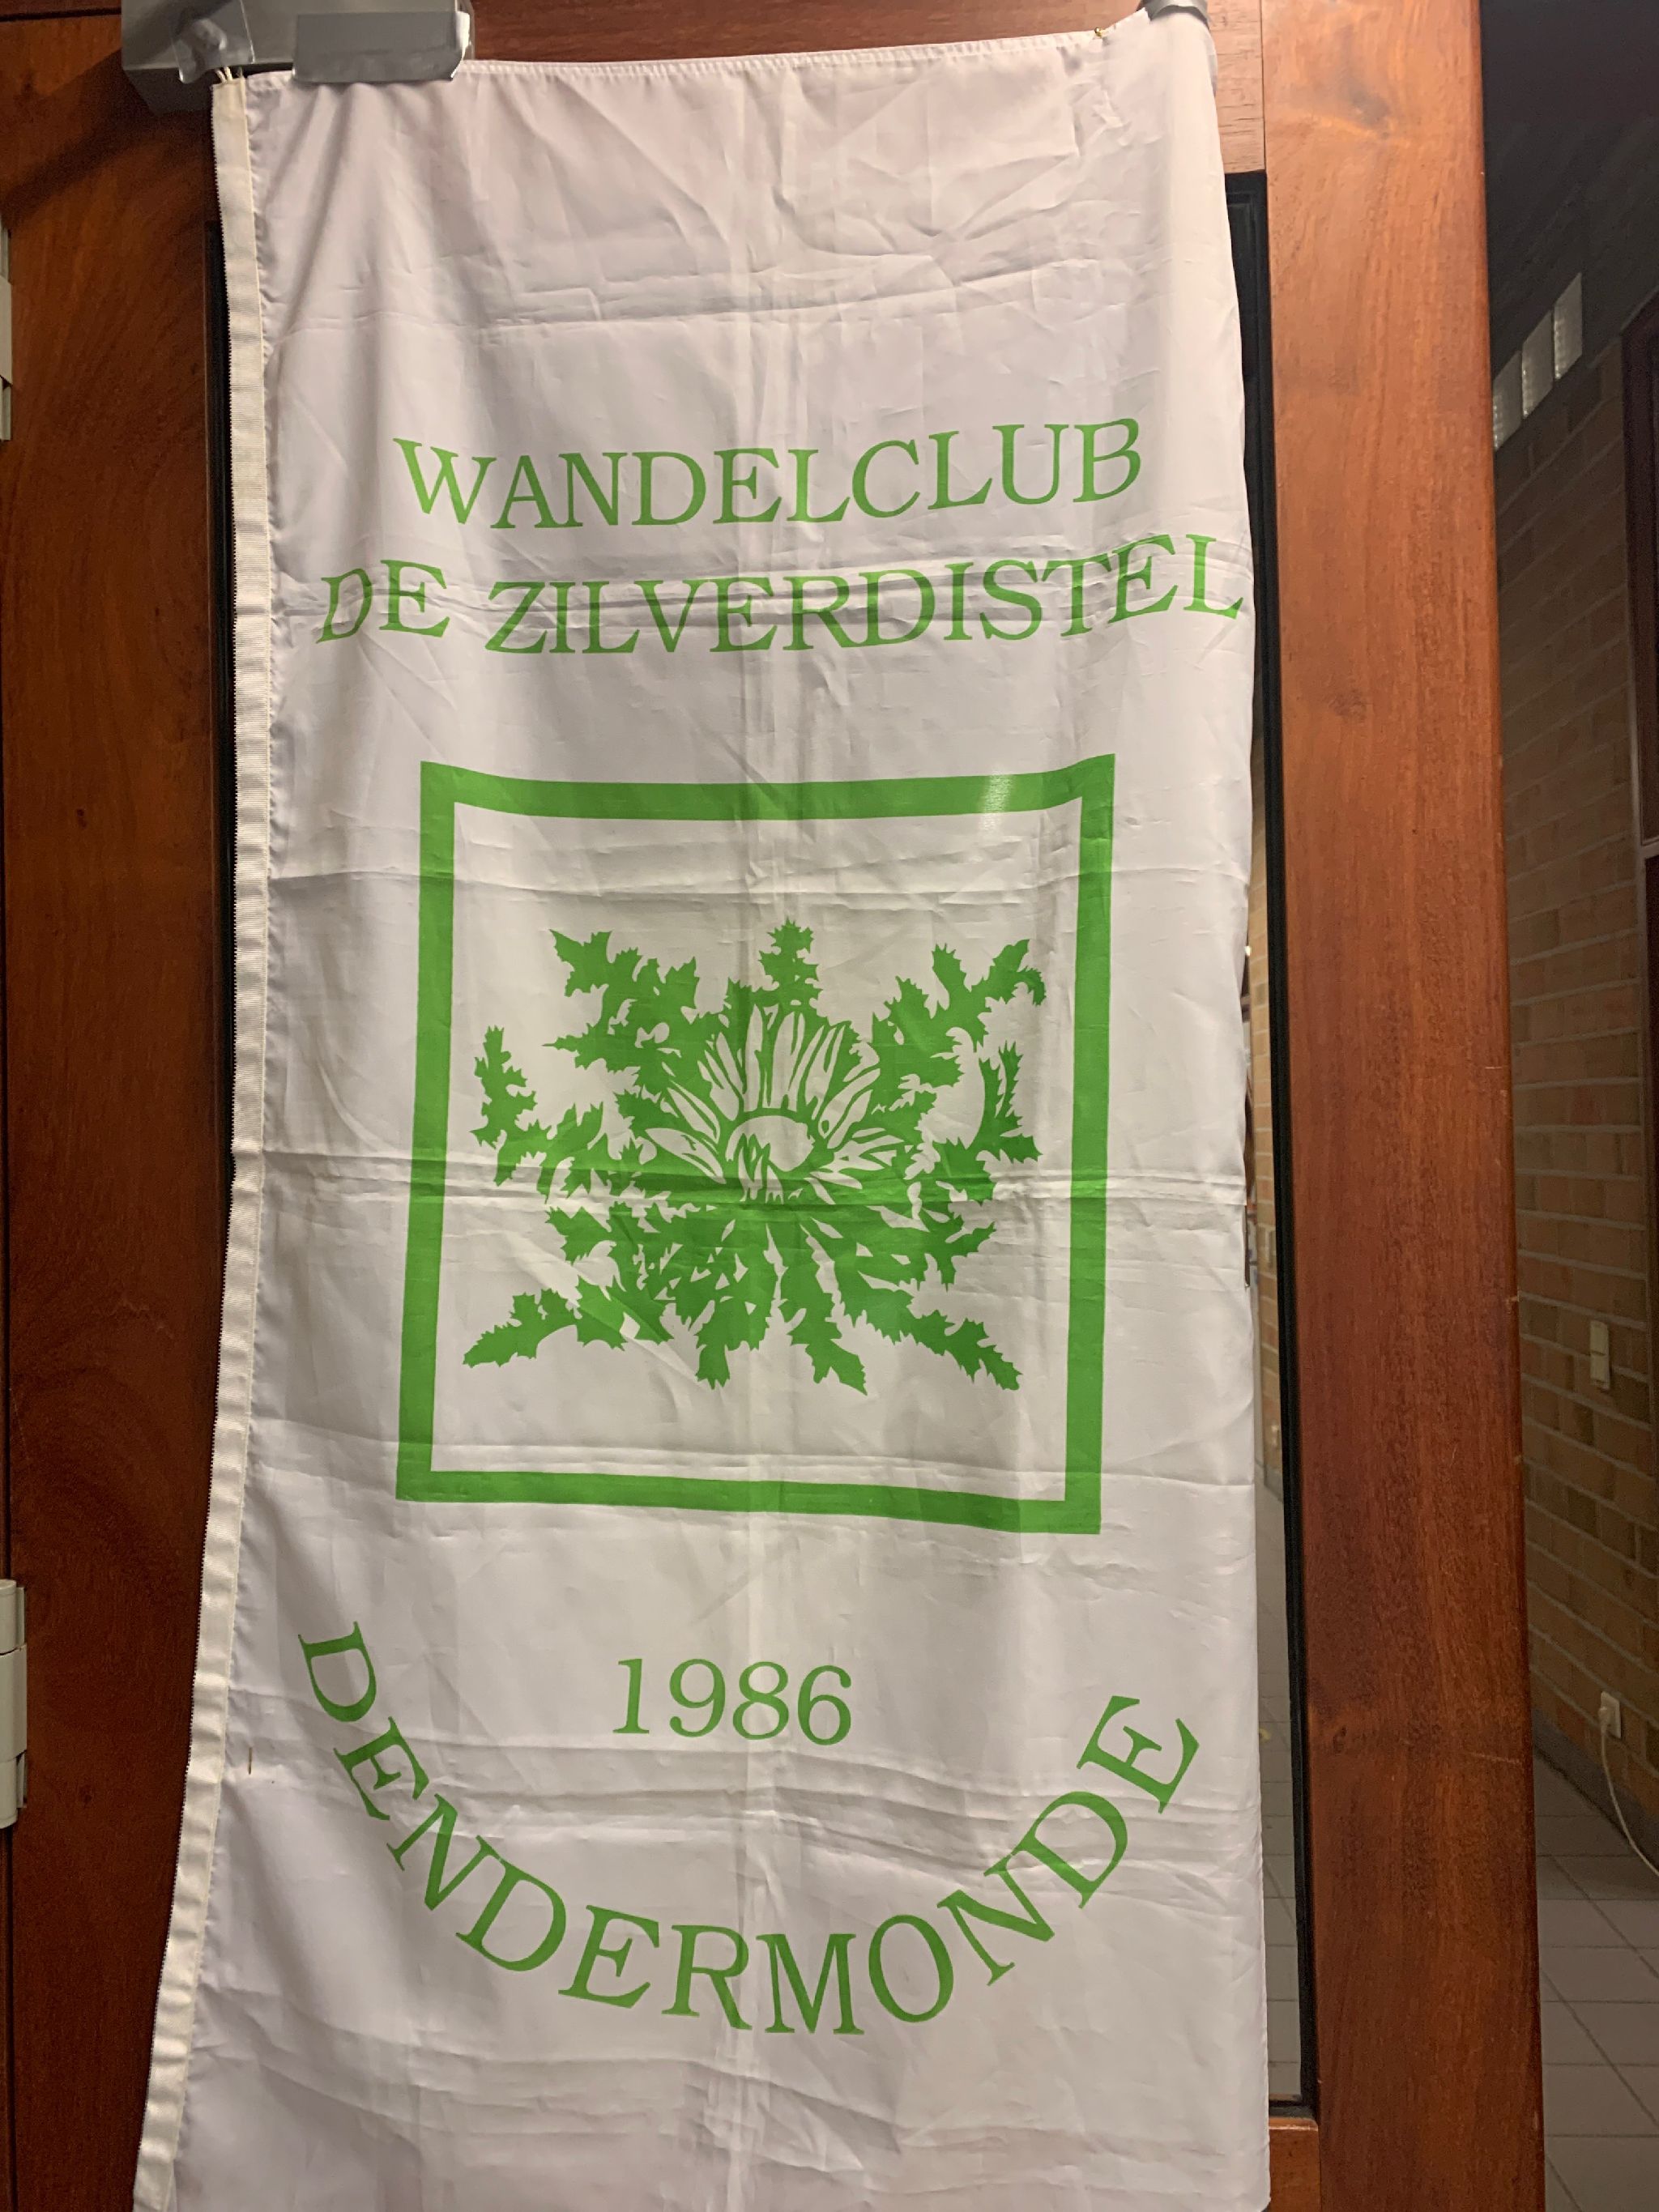 WANDELCLUB
DE ZILVERDISTEL
1986
DENDERMONDE